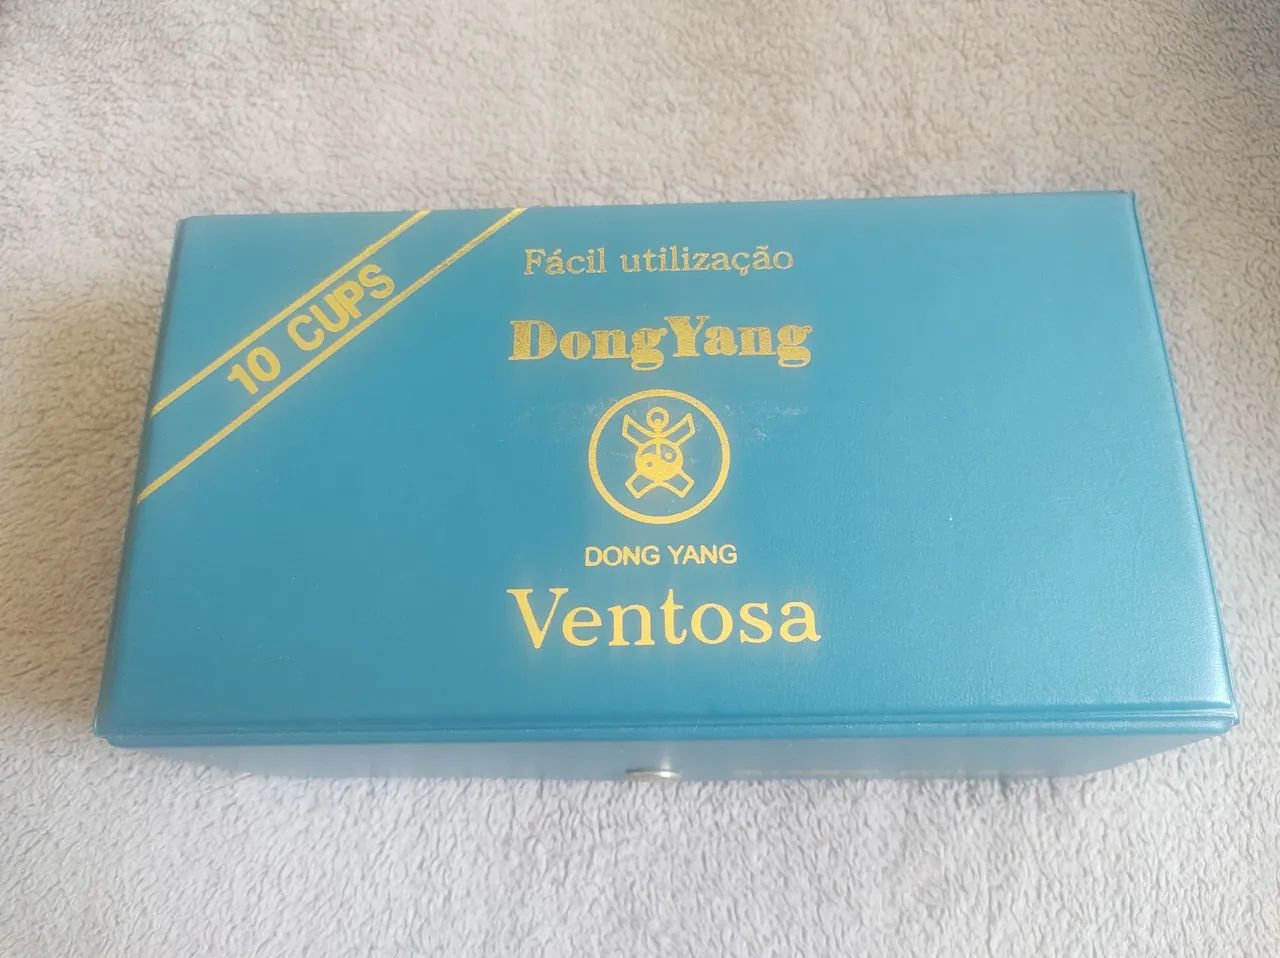 10 CUPS
Fácil utilização
DongYang
DONG YANG
Ventosa